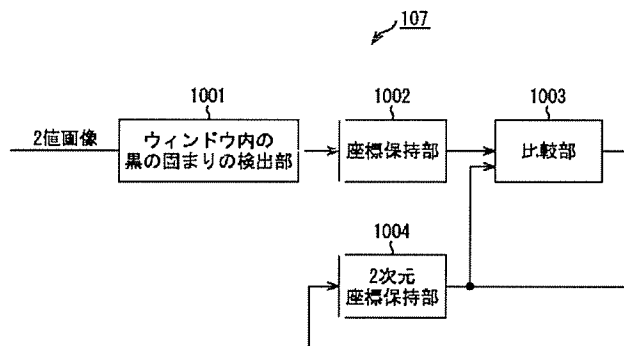 107
1001
1002
1003
2値画像
ウィンドウ内の
黒の固まりの検出部
座標保持部
比較部
1004
2次元
座標保持部